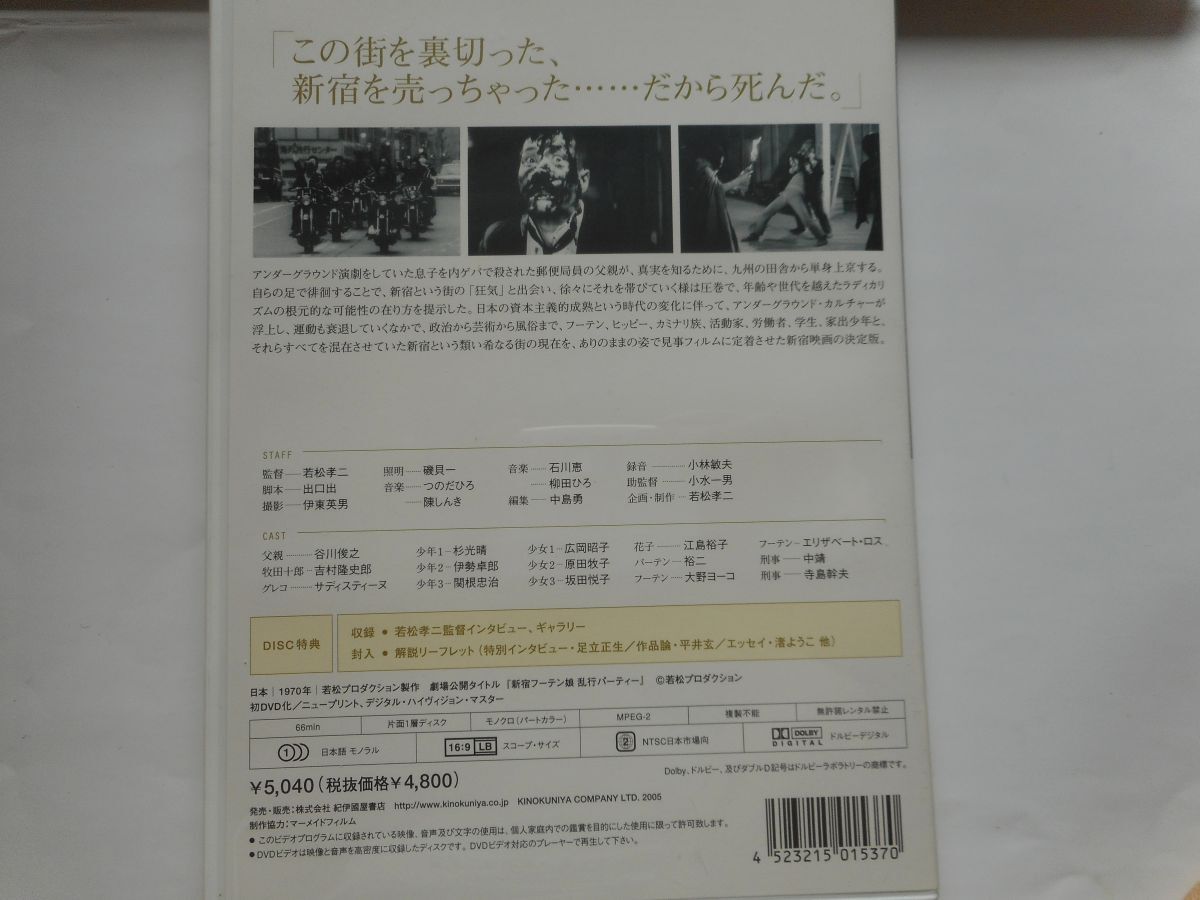 「この街を裏切った、
新宿を売っちゃった……だから死んだ。」
アンダーグラウンド演劇をしていた息子を内ゲバで殺された郵便局員の父親が、真実を知るために、九州の田舎から単身上京する。
自らの足で徘徊することで、新宿という街の「狂気」と出会い、徐々にそれを帯びていく様は圧巻で、年齢や世代を越えたラディカリ
ズムの根元的な可能性の在り方を提示した。日本の資本主義的成熟という時代の変化に伴って、アンダーグラウンド・カルチャーが
浮上し、運動も衰退していくなかで、政治から芸術から風俗まで、フーテン、ヒッピー、カミナリ族、活動家、労働者、学生、家出少年と、
それらすべてを混在させていた新宿という類い希なる街の現在を、ありのままの姿で見事フィルムに定着させた新宿映画の決定版。
STAFF
監督……若松孝二 照明……磯貝一 音楽……石川恵 録音……小林敏夫
脚本……出口出 音楽……つのだひろ ……柳田ひろ 助監督……小水一男
撮影……伊東英男 ……陳しんき 編集……中島勇 企画・制作……若松孝二
CAST
父親……谷川俊之 少年1…杉光晴 少女1…広岡昭子 花子……江島裕子 フーテン…エリザベート・ロス
牧田十郎…吉村隆史郎 少年2…伊勢卓郎 少女2…原田牧子 バーテン…裕二 刑事……中靖
グレコ……サディスティーヌ 少年3…関根忠治 少女3…坂田悦子 フーテン……大野ヨーコ 刑事……寺島幹夫
DISC特典
収録 ● 若松孝二監督インタビュー、ギャラリー
封入 ● 解説リーフレット(特別インタビュー・足立正生/作品論・平井玄/エッセイ・渚ようこ 他)
日本|1970年|若松プロダクション製作 劇場公開タイトル『新宿フーテン娘 乱行パーティー』 ©若松プロダクション
初DVD化/ニュープリント、デジタル・ハイヴィジョン・マスター
66min 片面1層ディスク モノクロ(パートカラー) MPEG-2 複製不能 無許諾レンタル禁止
1 日本語 モノラル 16:9 LB スコープ・サイズ 2 NTSC日本市場向 DOLBY DIGITAL ドルビーデジタル
¥5,040(税抜価格¥4,800)
Dolby、ドルビー、及びダブルD記号はドルビーラボラトリーの商標です。
発売・販売:株式会社 紀伊國屋書店 http://www.kinokuniya.co.jp KINOKUNIYA COMPANY LTD. 2005
制作協力:マーメイドフィルム
● このビデオプログラムに収録されている映像、音声及び文字の使用は、個人家庭内での鑑賞を目的にした使用に限って許可致します。
● DVDビデオは映像と音声を高密度に収録したディスクです。DVDビデオ対応のプレーヤーで再生して下さい。
4 523215 015370